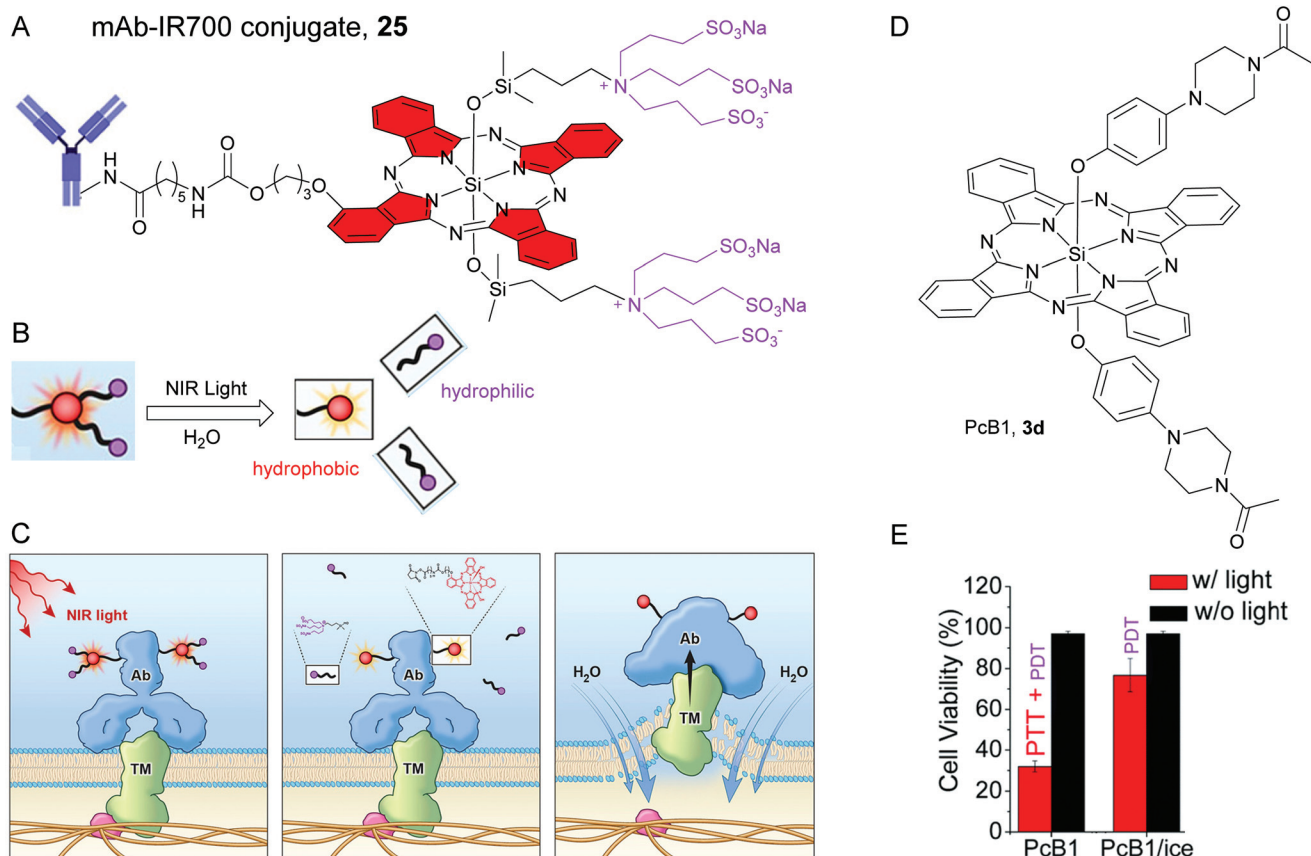 A
mAb-IR700 conjugate, 25
SO3Na
SO3Na
SO3-
N
+
Si
O
H
N
O
5
N
H
O
O
3
O
N
N
N
N
Si
N
N
N
N
O
Si
N
+
SO3Na
SO3Na
SO3-
B
NIR Light
H2O
hydrophilic
hydrophobic
C
NIR light
Ab
TM
Ab
TM
H2O
Ab
TM
H2O
D
O
N
N
O
N
N
N
N
Si
N
N
N
N
O
PcB1, 3d
N
N
O
E
w/ light
w/o light
Cell Viability (%)
120
100
80
60
40
20
0
PTT + PDT
PDT
PcB1
PcB1/ice